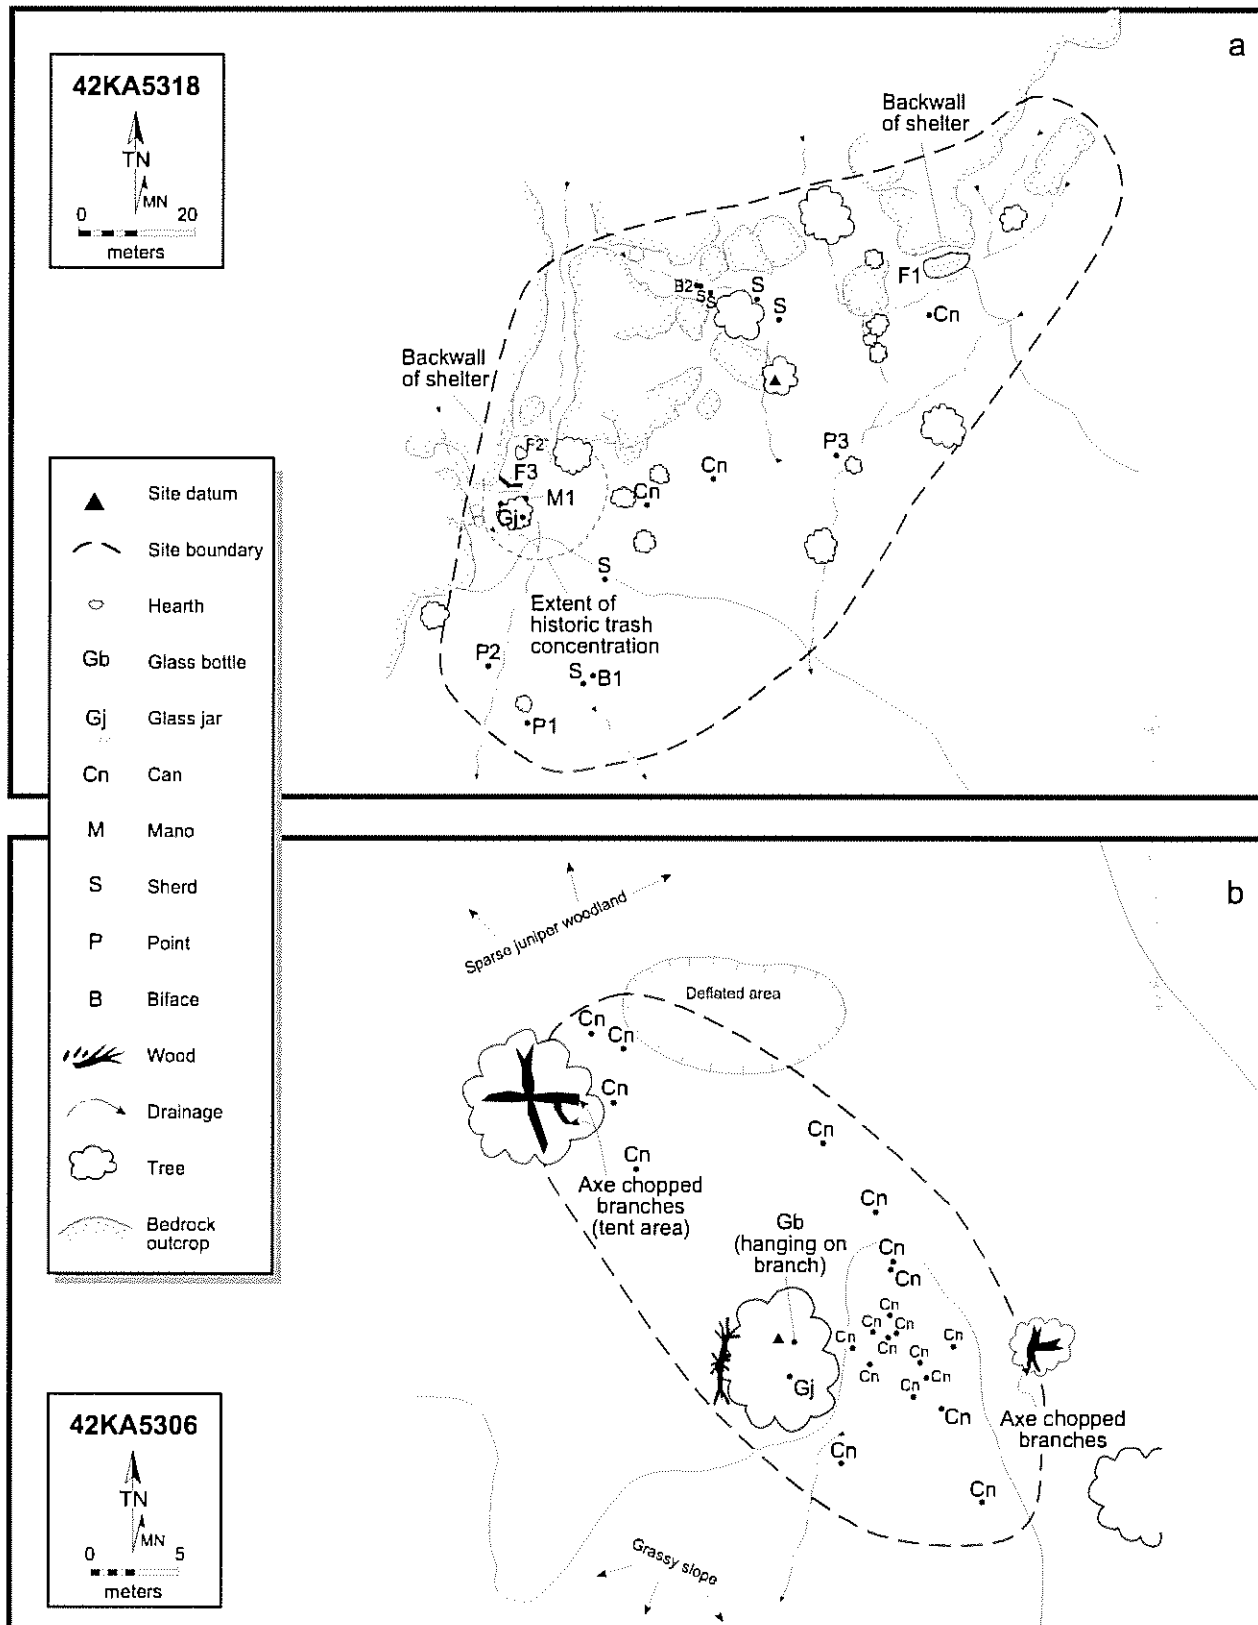 a
42KA5318
TN
MN
0 20
meters
Backwall
of shelter
F1
Cn
B2
S
S
S
S
Backwall
of shelter
F2
F3
M1
Gj
Cn
Cn
P3
S
Extent of
historic trash
concentration
P2
S
B1
P1
Site datum
Site boundary
Hearth
Gb Glass bottle
Gj Glass jar
Cn Can
M Mano
S Sherd
P Point
B Biface
Wood
Drainage
Tree
Bedrock
outcrop
b
Sparse juniper woodland
Deflated area
Cn
Cn
Cn
Cn
Cn
Axe chopped
branches
(tent area)
Cn
Gb
(hanging on
branch)
Cn
Cn
Cn
Cn
Cn
Cn
Cn
Cn
Cn
Cn
Cn
Cn
Gj
Cn
Axe chopped
branches
Cn
Cn
Grassy slope
42KA5306
TN
MN
0 5
meters